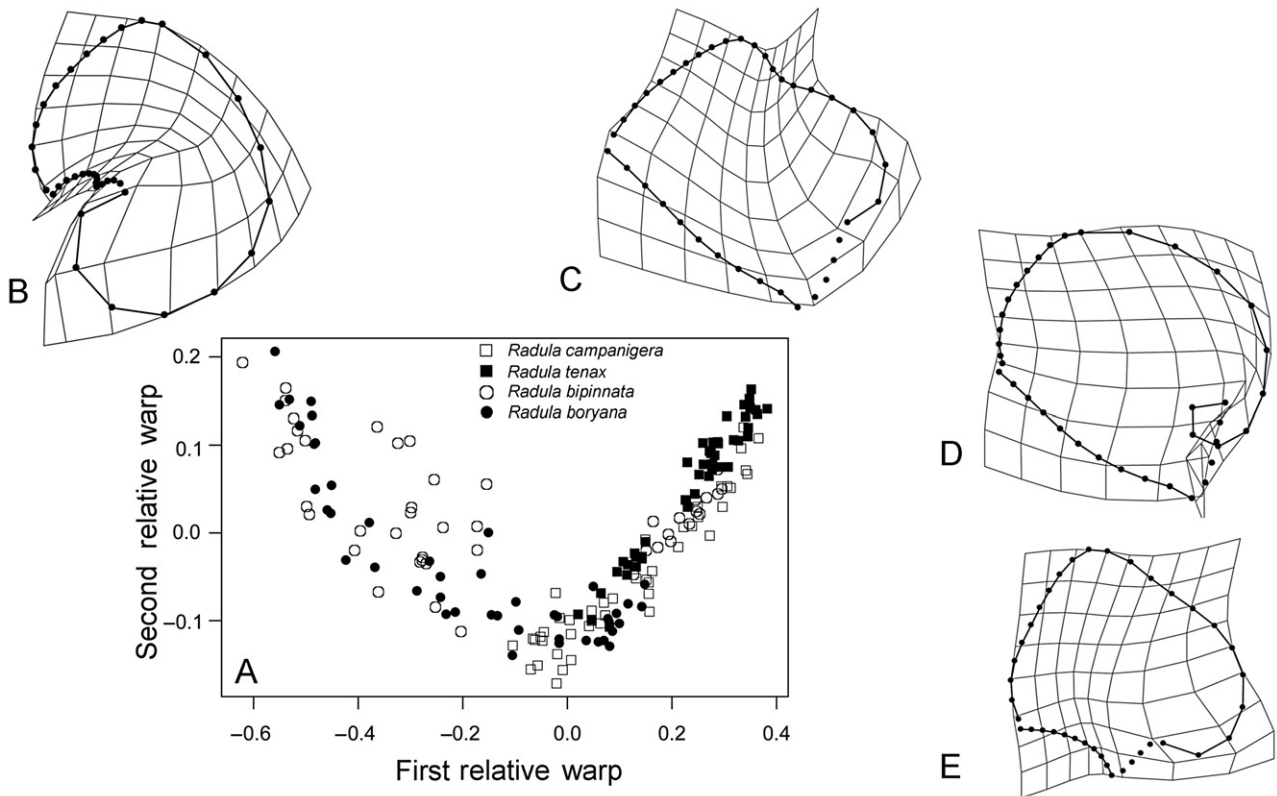 B
C
D
E
A
Radula campanigera
Radula tenax
Radula bipinnata
Radula boryana
Second relative warp
0.2
0.1
0.0
−0.1
−0.6
−0.4
−0.2
0.0
0.2
0.4
First relative warp